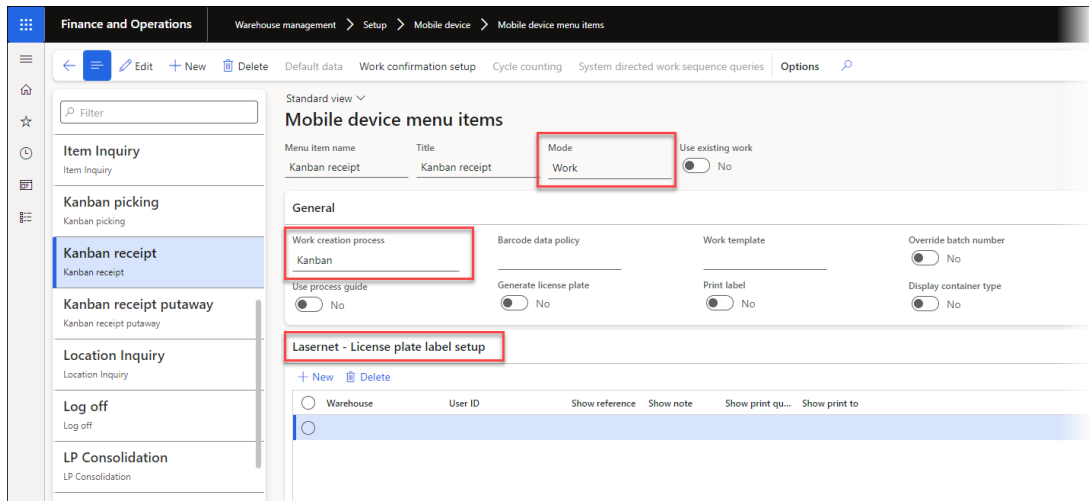 Finance and Operations
Warehouse management > Setup > Mobile device > Mobile device menu items
Edit + New Delete Default data Work confirmation setup Cycle counting System directed work sequence queries Options
Filter
Item Inquiry
Item Inquiry
Kanban picking
Kanban picking
Kanban receipt
Kanban receipt
Kanban receipt putaway
Kanban receipt putaway
Location Inquiry
Location Inquiry
Log off
Log off
LP Consolidation
LP Consolidation
Standard view
Mobile device menu items
Menu item name Title Mode Use existing work
Kanban receipt Kanban receipt Work No
General
Work creation process Barcode data policy Work template Override batch number
Kanban No
Use process guide Generate license plate Print label Display container type
No No No No
Lasernet - License plate label setup
+ New Delete
Warehouse User ID Show reference Show note Show print qu... Show print to